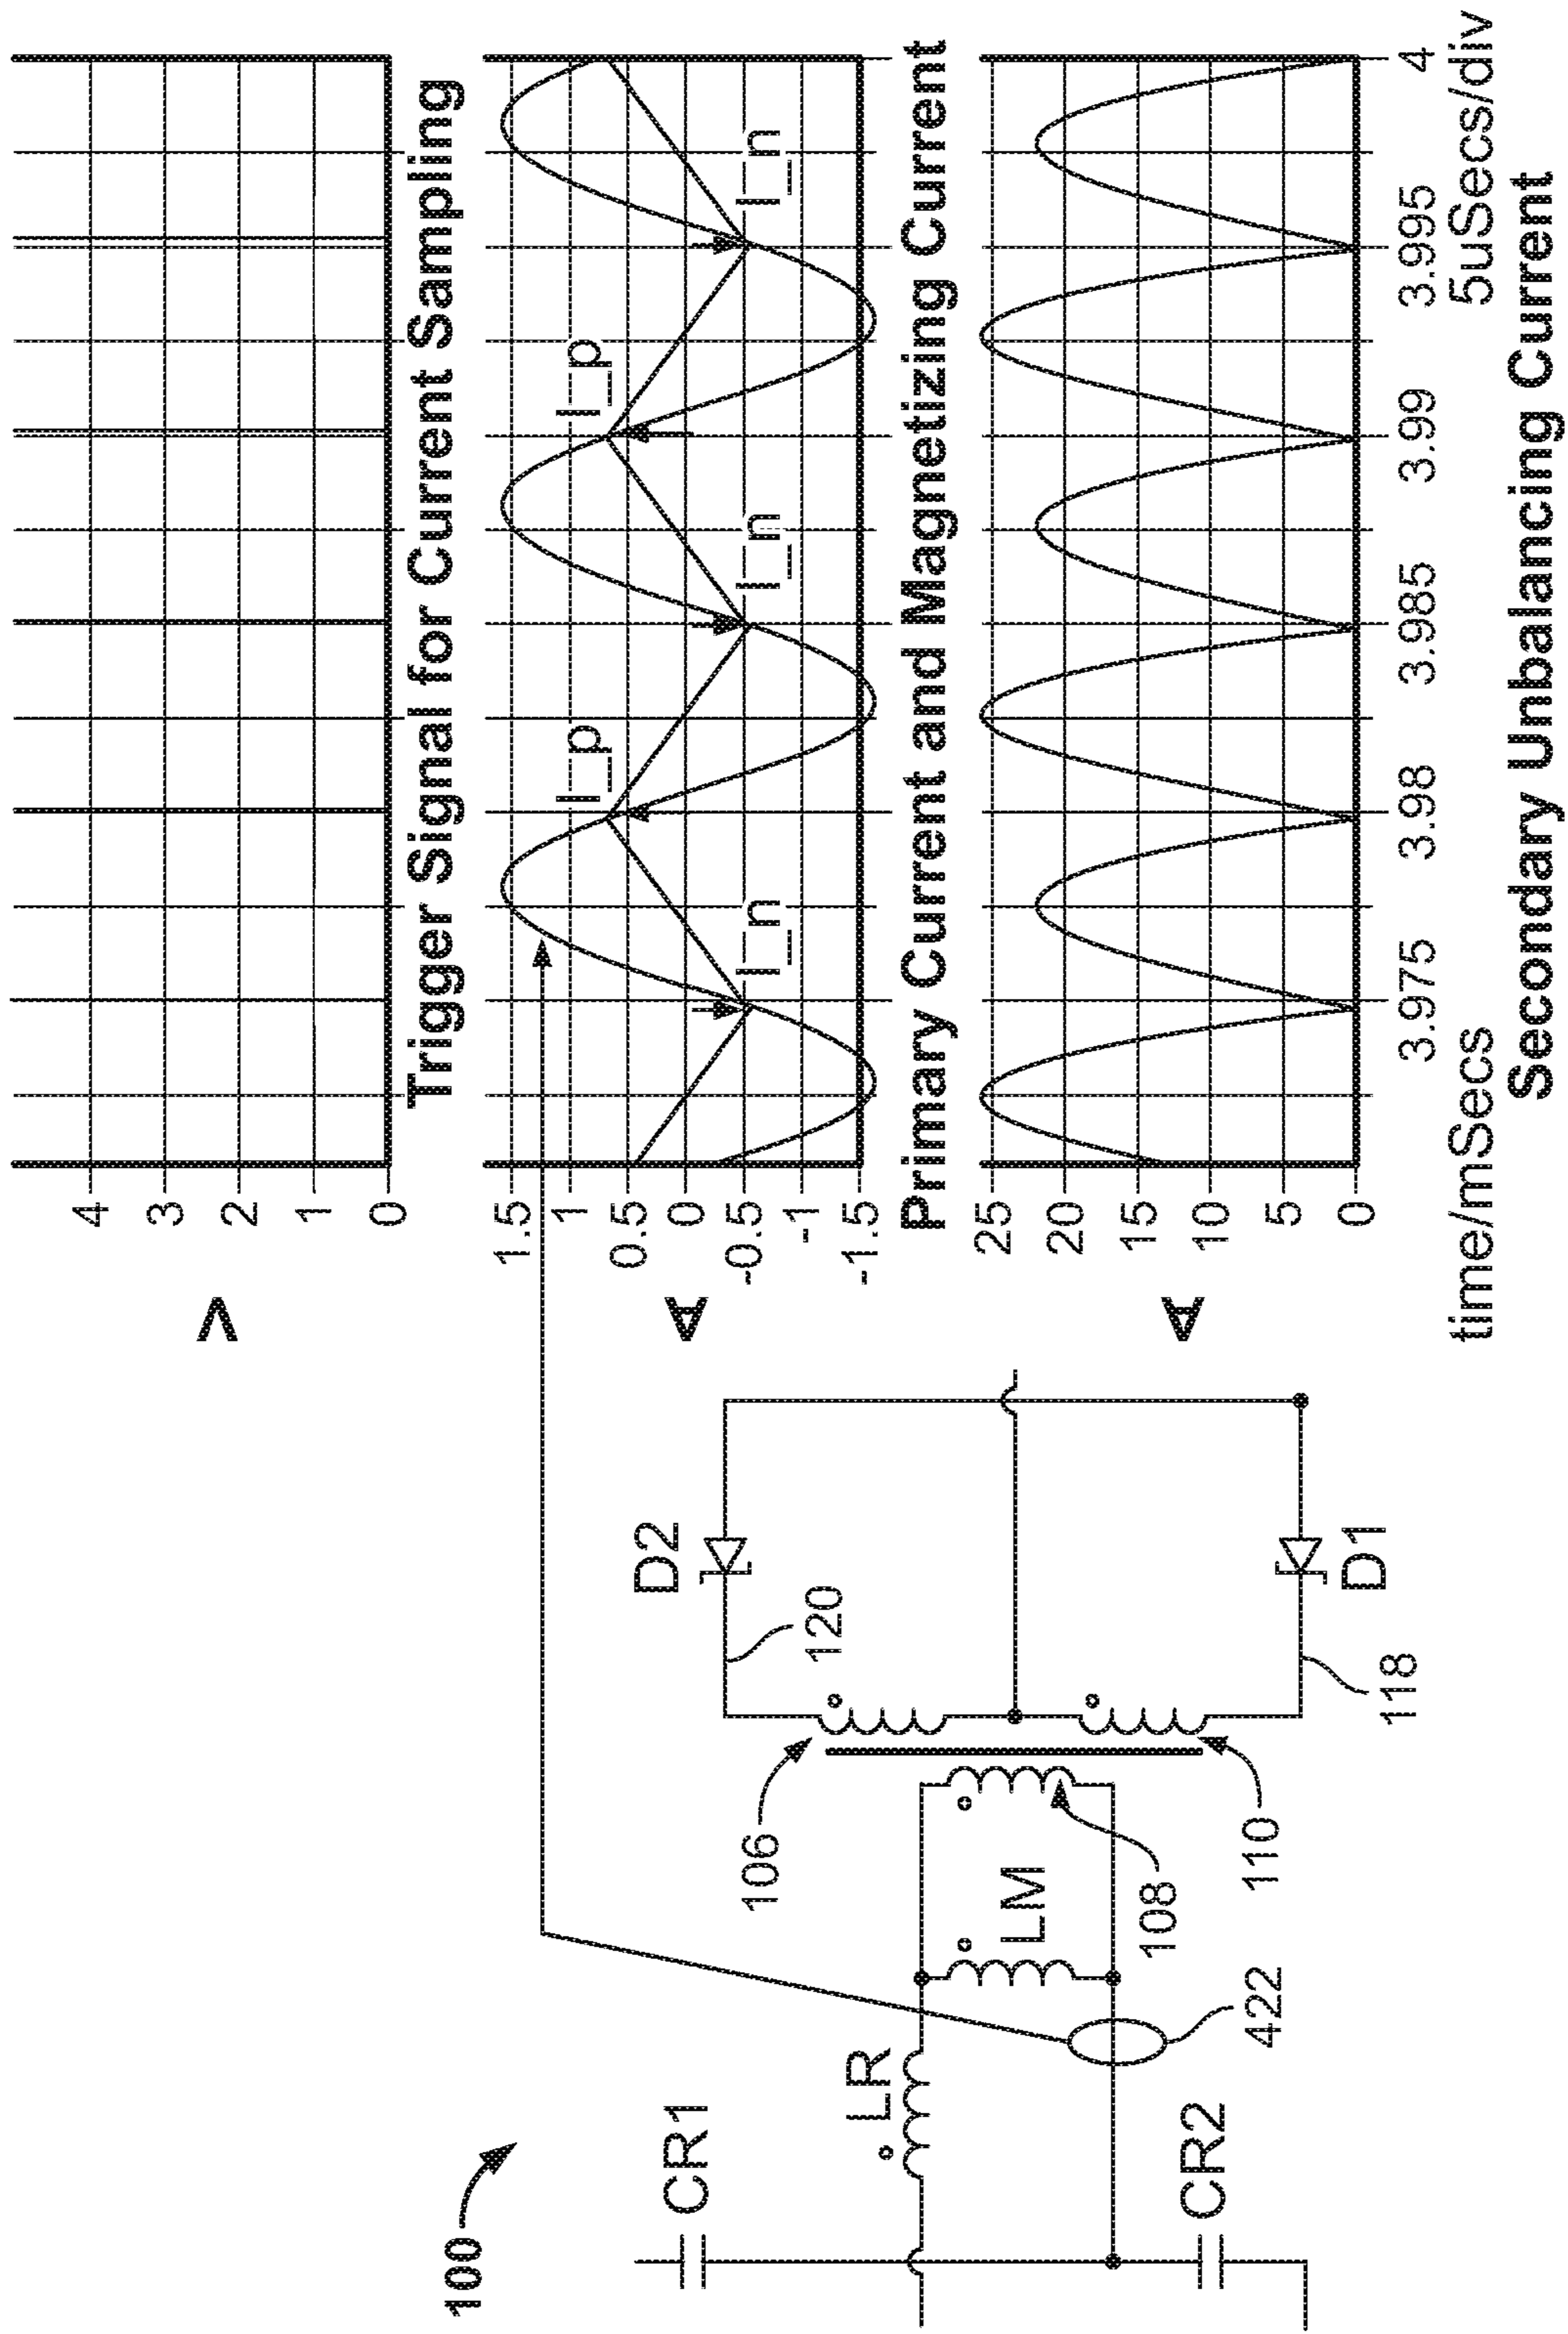 100
CR1
CR2
LR
LM
422
106
108
110
120
118
D2
D1
V
4
3
2
1
0
Trigger Signal for Current Sampling
A
1.5
1
0.5
0
-0.5
-1
-1.5
I_n
I_p
I_n
I_p
I_n
Primary Current and Magnetizing Current
A
25
20
15
10
5
0
3.975
3.98
3.985
3.99
3.995
4
time/mSecs
5uSecs/div
Secondary Unbalancing Current